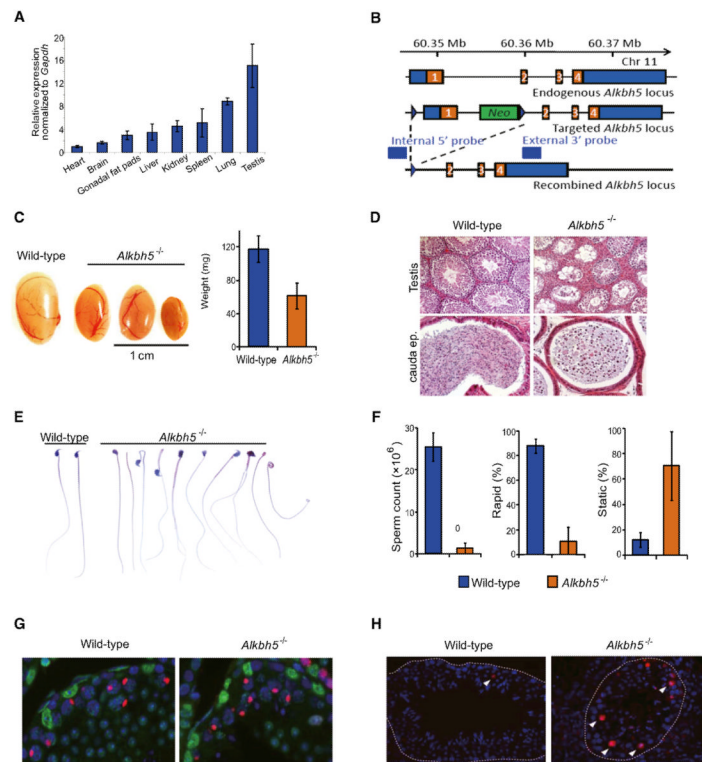 A
Relative expression
normalized to Gapdh
20
16
12
8
4
0
Heart
Brain
Gonadal fat pads
Liver
Kidney
Spleen
Lung
Testis
B
60.35 Mb 60.36 Mb 60.37 Mb
Chr 11
1 2 3 4
Endogenous Alkbh5 locus
1 Neo 2 3 4
Targeted Alkbh5 locus
Internal 5' probe External 3' probe
2 3 4
Recombined Alkbh5 locus
C
Wild-type Alkbh5 -/-
1 cm
Weight (mg)
160
120
80
40
0
Wild-type Alkbh5 -/-
D
Wild-type Alkbh5 -/-
Testis
cauda ep.
E
Wild-type Alkbh5 -/-
F
Sperm count (×10 6)
30
20
10
0
0
Rapid (%)
100
80
60
40
20
0
Static (%)
100
80
60
40
20
0
Wild-type Alkbh5 -/-
G
Wild-type Alkbh5 -/-
H
Wild-type Alkbh5 -/-